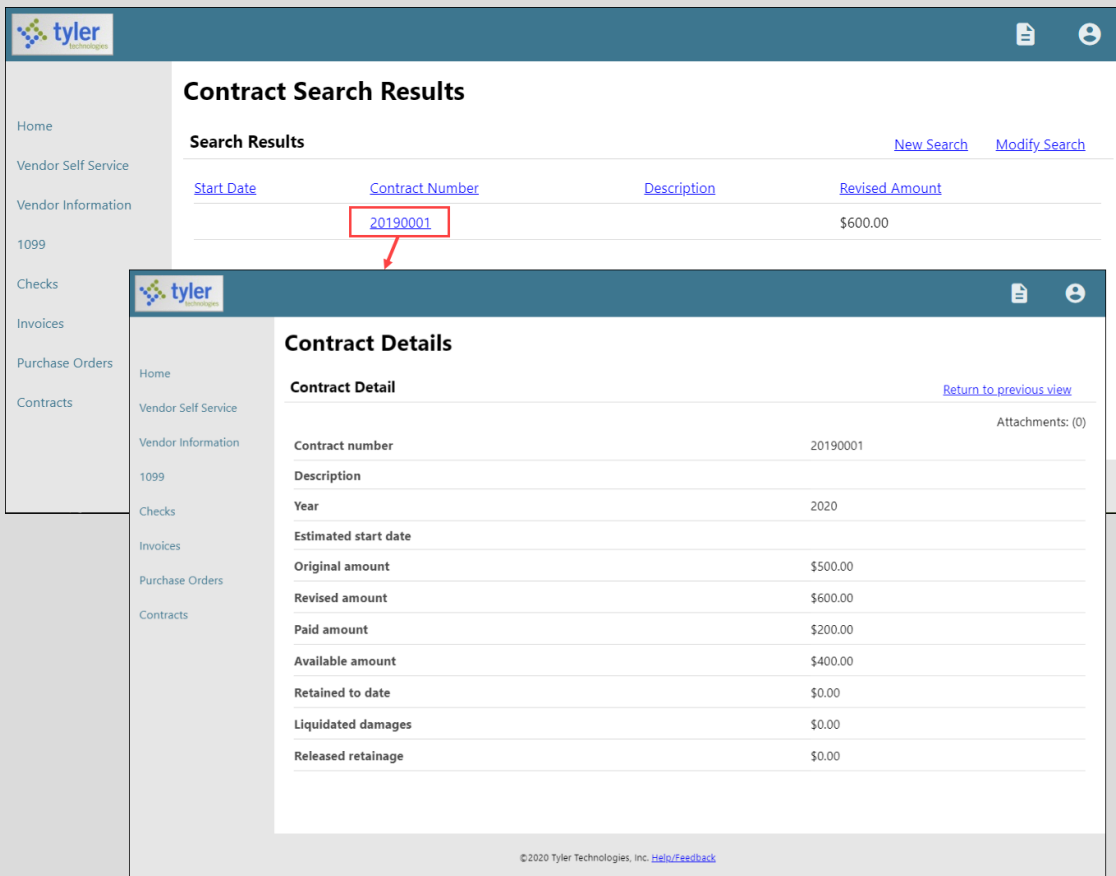 tyler
technologies
Contract Search Results
Home
Vendor Self Service
Vendor Information
1099
Checks
Invoices
Purchase Orders
Contracts
Search Results
New Search Modify Search
Start Date Contract Number Description Revised Amount
20190001 $600.00
tyler
technologies
Home
Vendor Self Service
Vendor Information
1099
Checks
Invoices
Purchase Orders
Contracts
Contract Details
Contract Detail
Return to previous view
Attachments: (0)
Contract number 20190001
Description
Year 2020
Estimated start date
Original amount $500.00
Revised amount $600.00
Paid amount $200.00
Available amount $400.00
Retained to date $0.00
Liquidated damages $0.00
Released retainage $0.00
©2020 Tyler Technologies, Inc. Help/Feedback